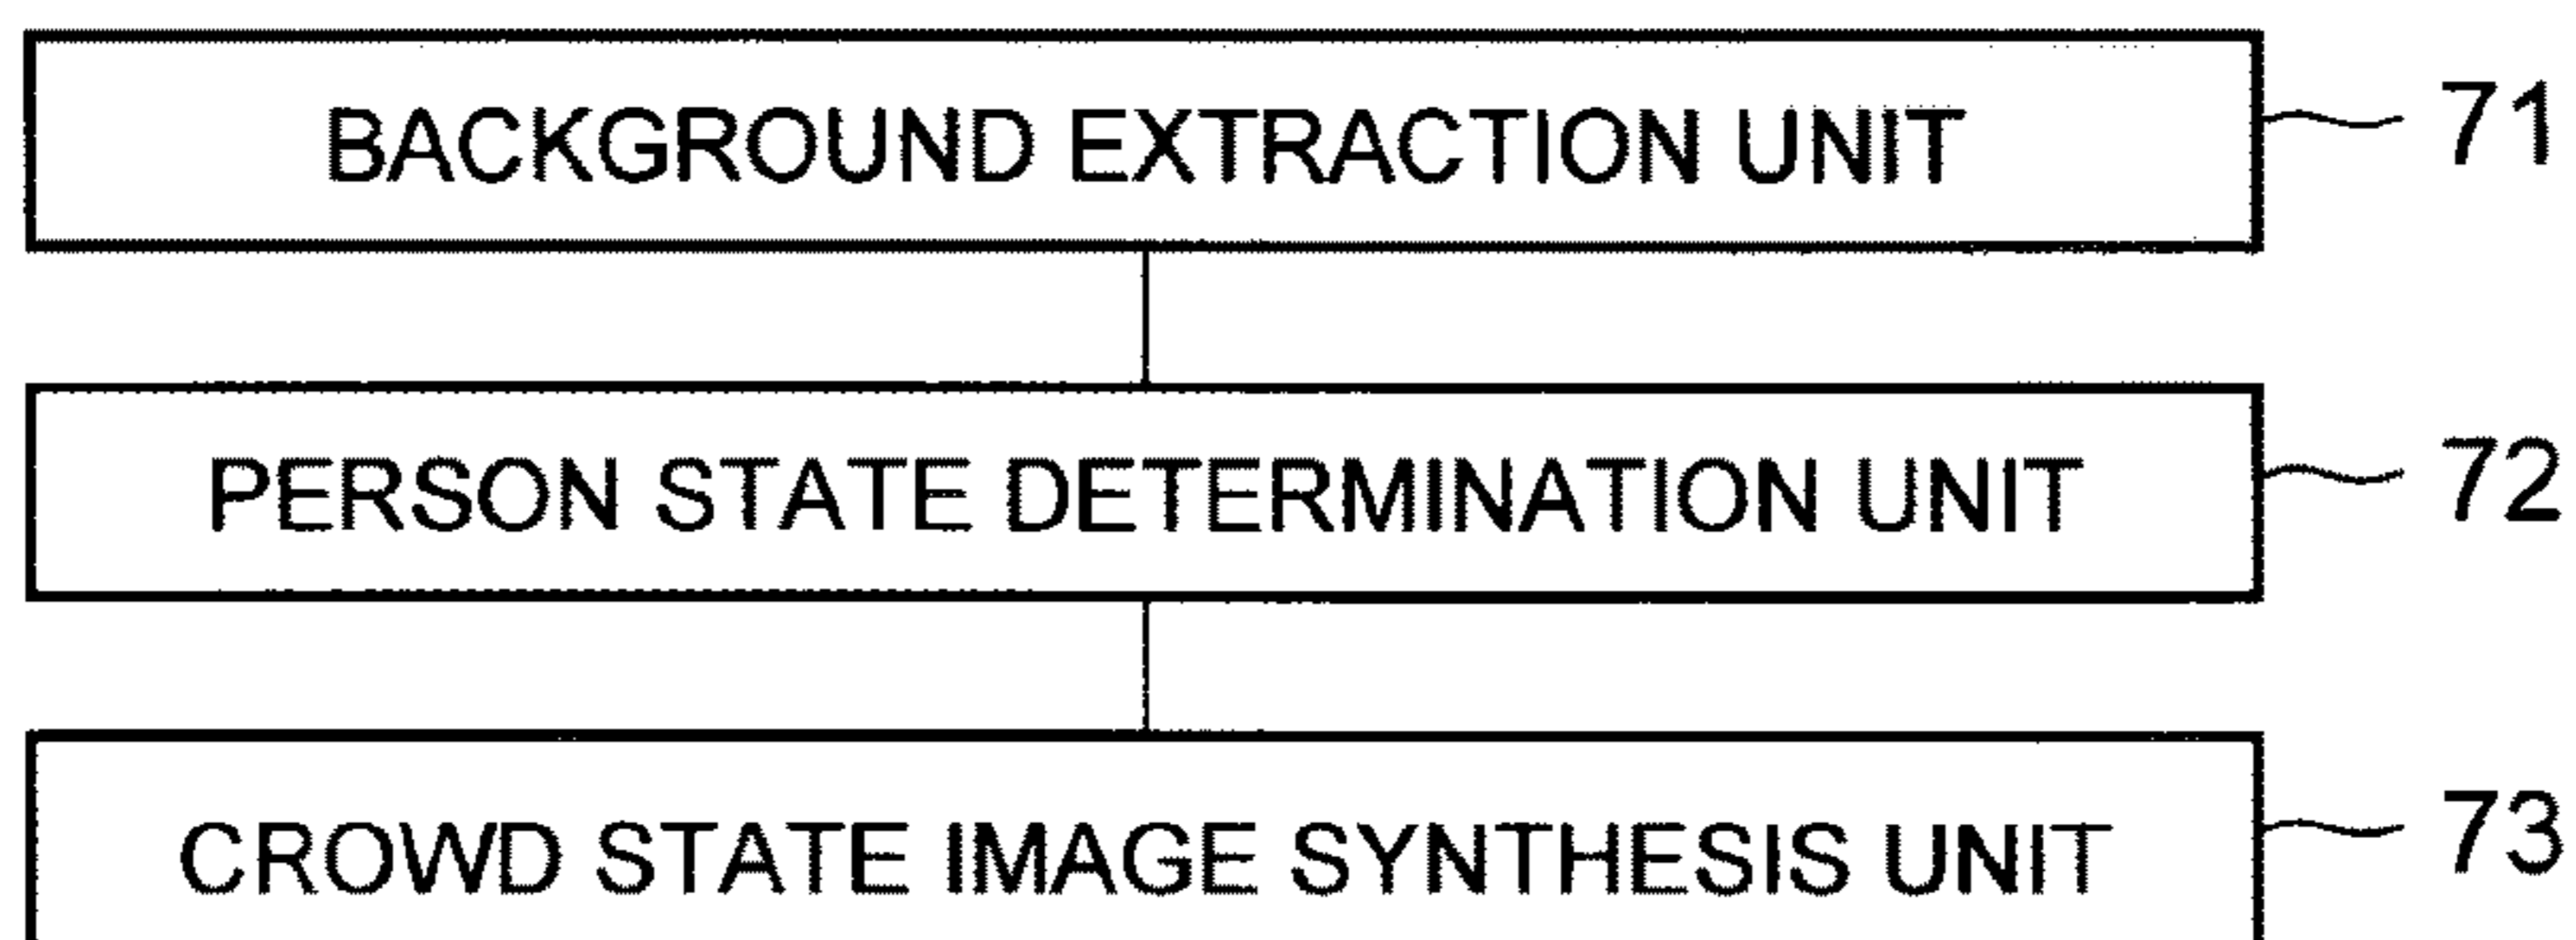 BACKGROUND EXTRACTION UNIT 71
PERSON STATE DETERMINATION UNIT 72
CROWD STATE IMAGE SYNTHESIS UNIT 73